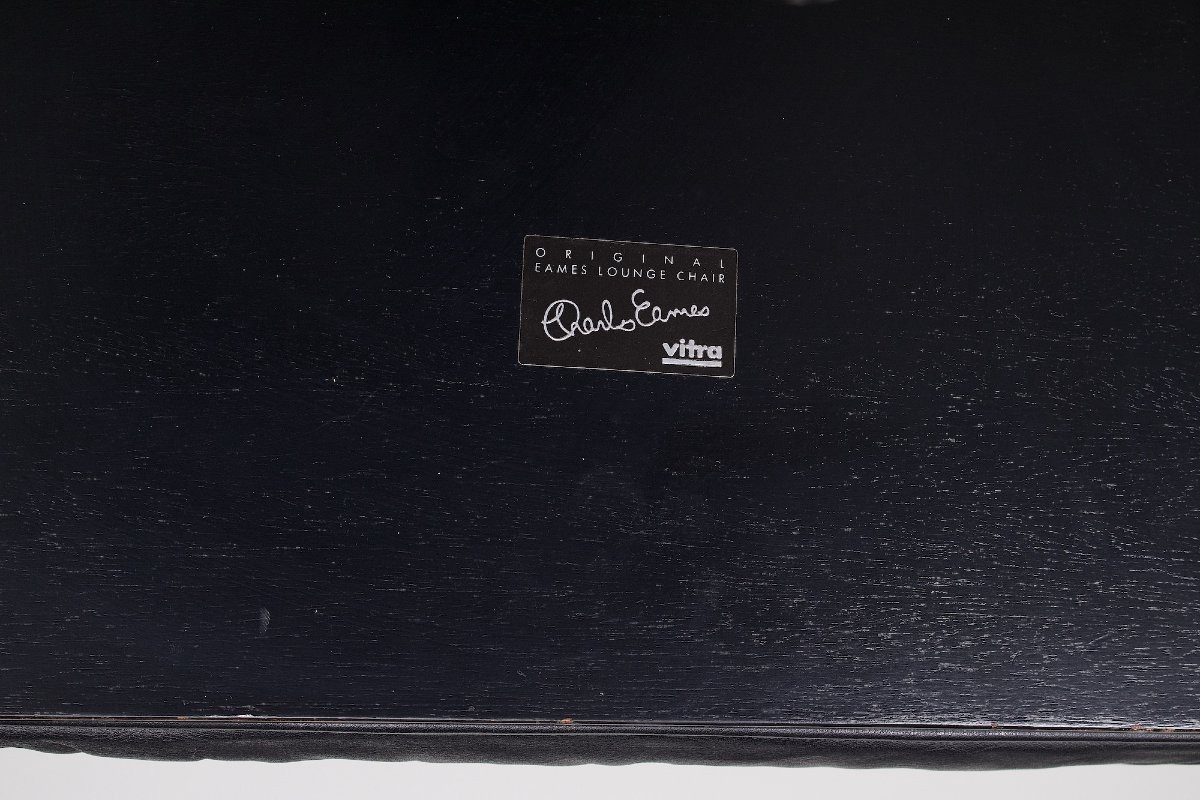 ORIGINAL
EAMES LOUNGE CHAIR
Charles Eames
vitra